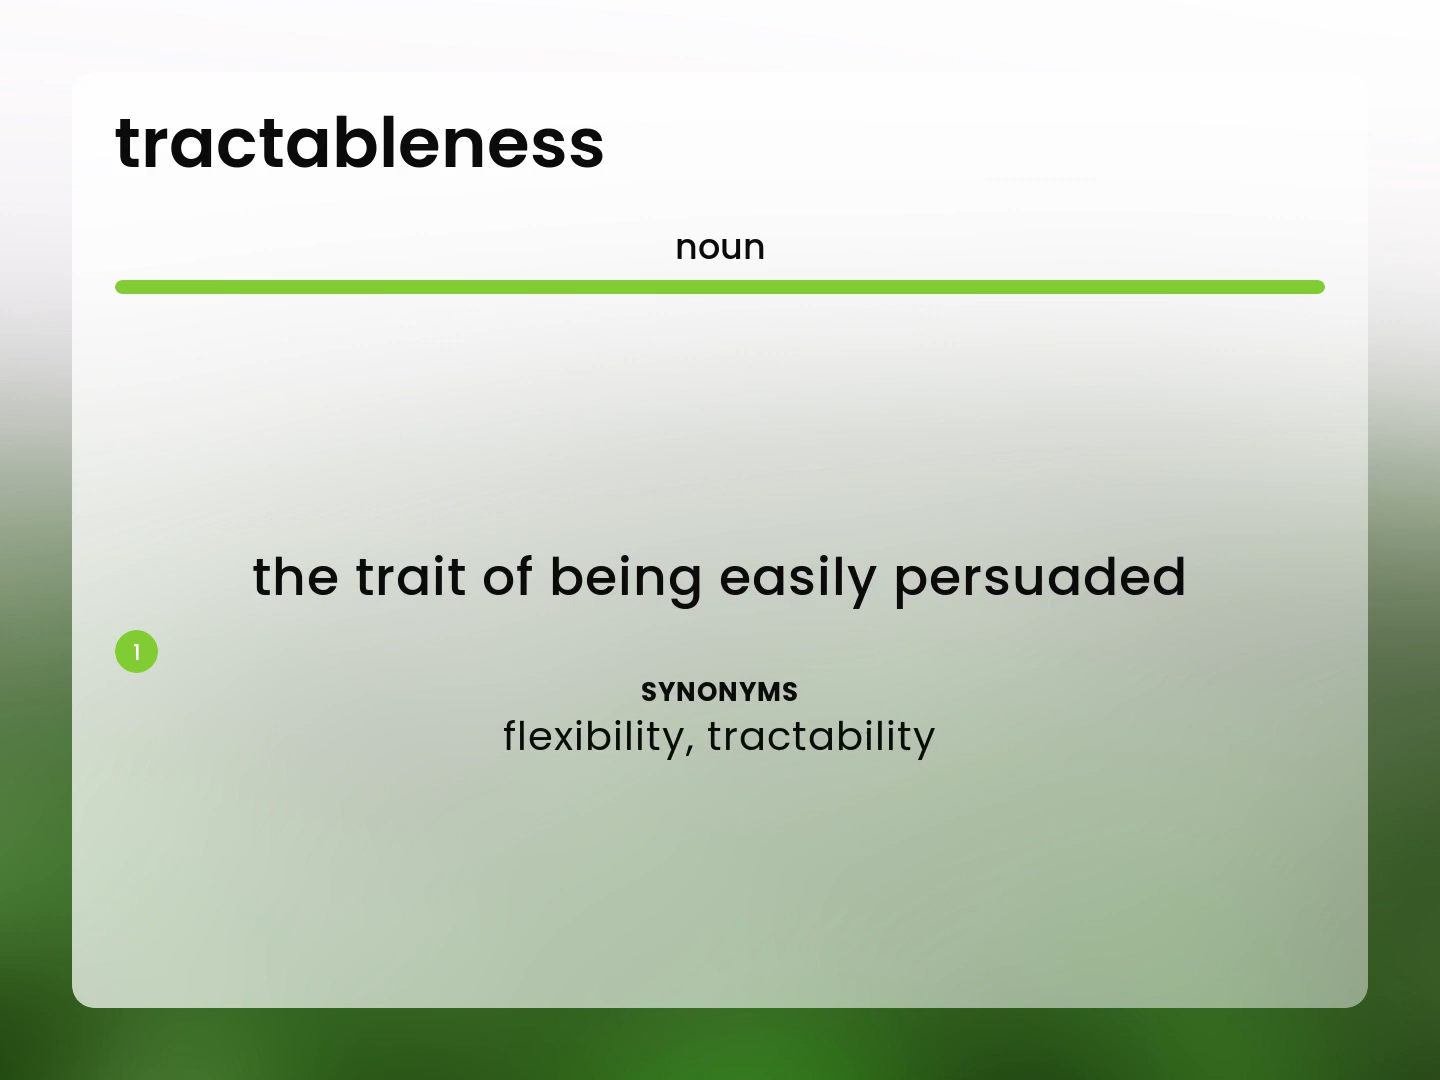 tractableness
noun
the trait of being easily persuaded
1
SYNONYMS
flexibility, tractability